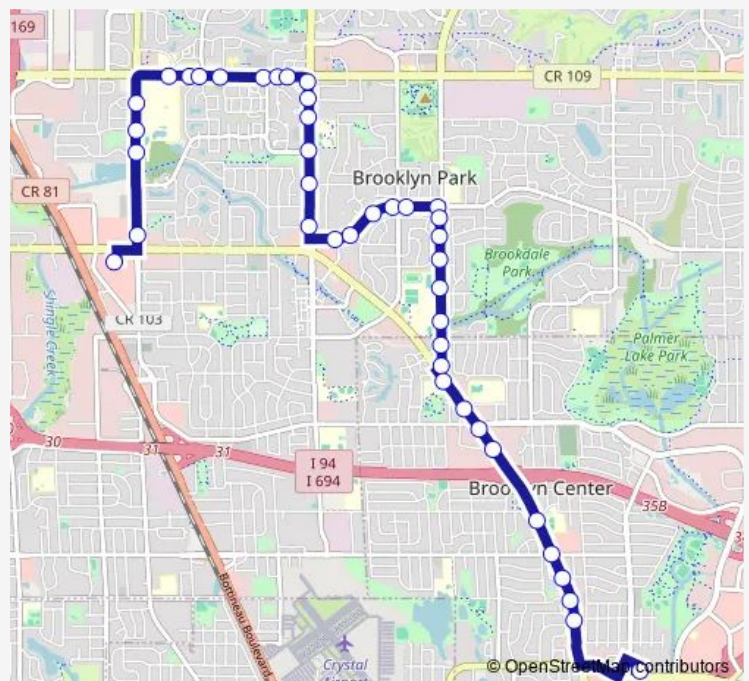 169
CR 109
Brooklyn Park
CR 81
Brookdale
Park
Shingle Creek
CR 103
Palmer
Lake Park
30
31
31
I 94
I 694
Brooklyn Center
35B
Bottineau Boulevard
Crystal
Airport
© OpenStreetMap contributors